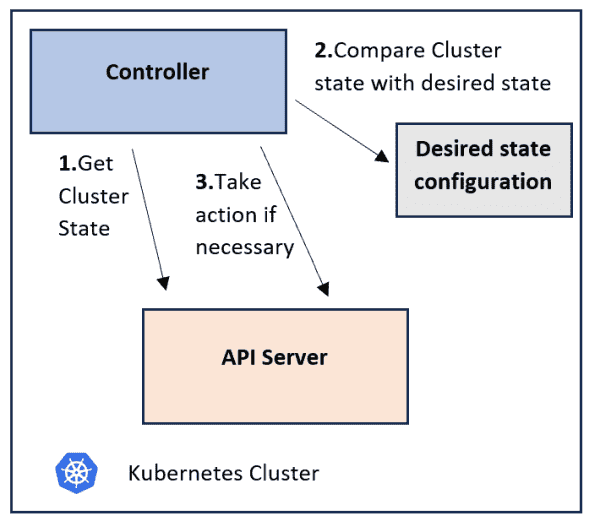 Controller
2.Compare Cluster
state with desired state
Desired state
configuration
1.Get
Cluster
State
3.Take
action if
necessary
API Server
Kubernetes Cluster